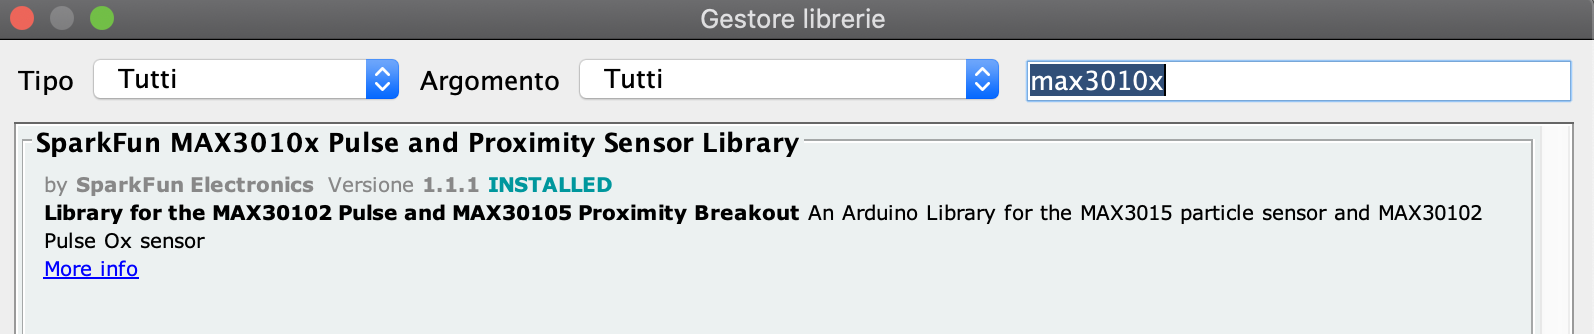 Gestore librerie
Tipo Tutti Argomento Tutti max3010x
SparkFun MAX3010x Pulse and Proximity Sensor Library
by SparkFun Electronics Versione 1.1.1 INSTALLED
Library for the MAX30102 Pulse and MAX30105 Proximity Breakout An Arduino Library for the MAX3015 particle sensor and MAX30102
Pulse Ox sensor
More info